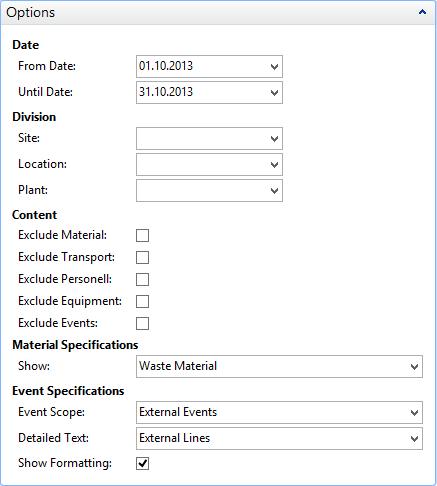 Options
Date
From Date: 01.10.2013
Until Date: 31.10.2013
Division
Site:
Location:
Plant:
Content
Exclude Material:
Exclude Transport:
Exclude Personell:
Exclude Equipment:
Exclude Events:
Material Specifications
Show: Waste Material
Event Specifications
Event Scope: External Events
Detailed Text: External Lines
Show Formatting: